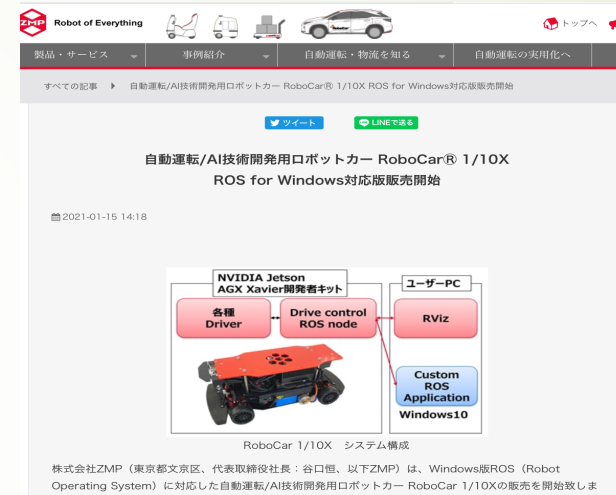 ZMP Robot of Everything
トップへ
製品・サービス 事例紹介 自動運転・物流を知る 自動運転の実用化へ
すべての記事 ▶ 自動運転/AI技術開発用ロボットカー RoboCar® 1/10X ROS for Windows対応版販売開始
ツイート LINEで送る
自動運転/AI技術開発用ロボットカー RoboCar® 1/10X
ROS for Windows対応版販売開始
2021-01-15 14:18
NVIDIA Jetson
AGX Xavier開発者キット
ユーザーPC
各種
Driver
Drive control
ROS node
RViz
Custom
ROS
Application
Windows10
RoboCar 1/10X システム構成
株式会社ZMP（東京都文京区、代表取締役社長：谷口恒、以下ZMP）は、Windows版ROS（Robot
Operating System）に対応した自動運転/AI技術開発用ロボットカー RoboCar 1/10Xの販売を開始致しま